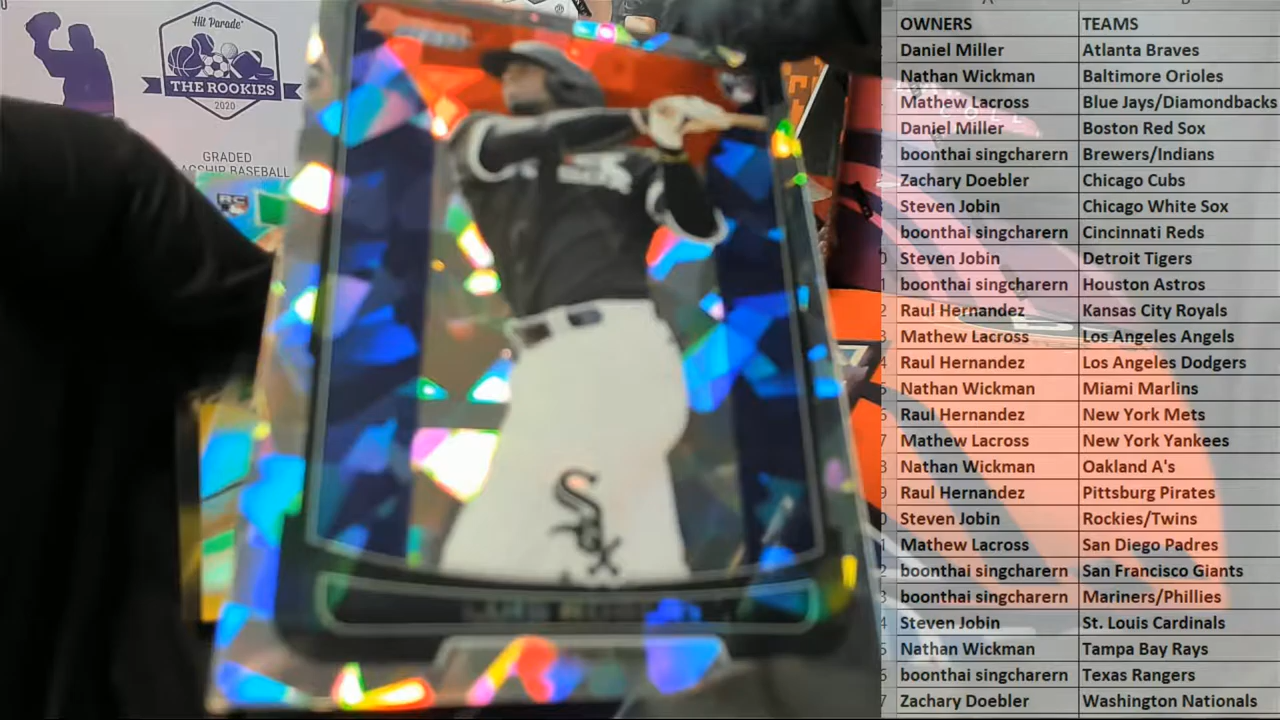 Hit Parade
THE ROOKIES
2020
GRADED
RC
Sox
OWNERS TEAMS
Daniel Miller Atlanta Braves
Nathan Wickman Baltimore Orioles
Mathew Lacross Blue Jays/Diamondbacks
Daniel Miller Boston Red Sox
boonthai singcharern Brewers/Indians
Zachary Doebler Chicago Cubs
Steven Jobin Chicago White Sox
boonthai singcharern Cincinnati Reds
Steven Jobin Detroit Tigers
boonthai singcharern Houston Astros
Raul Hernandez Kansas City Royals
Mathew Lacross Los Angeles Angels
Raul Hernandez Los Angeles Dodgers
Nathan Wickman Miami Marlins
Raul Hernandez New York Mets
Mathew Lacross New York Yankees
Nathan Wickman Oakland A's
Raul Hernandez Pittsburg Pirates
Steven Jobin Rockies/Twins
Mathew Lacross San Diego Padres
boonthai singcharern San Francisco Giants
boonthai singcharern Mariners/Phillies
Steven Jobin St. Louis Cardinals
Nathan Wickman Tampa Bay Rays
boonthai singcharern Texas Rangers
Zachary Doebler Washington Nationals